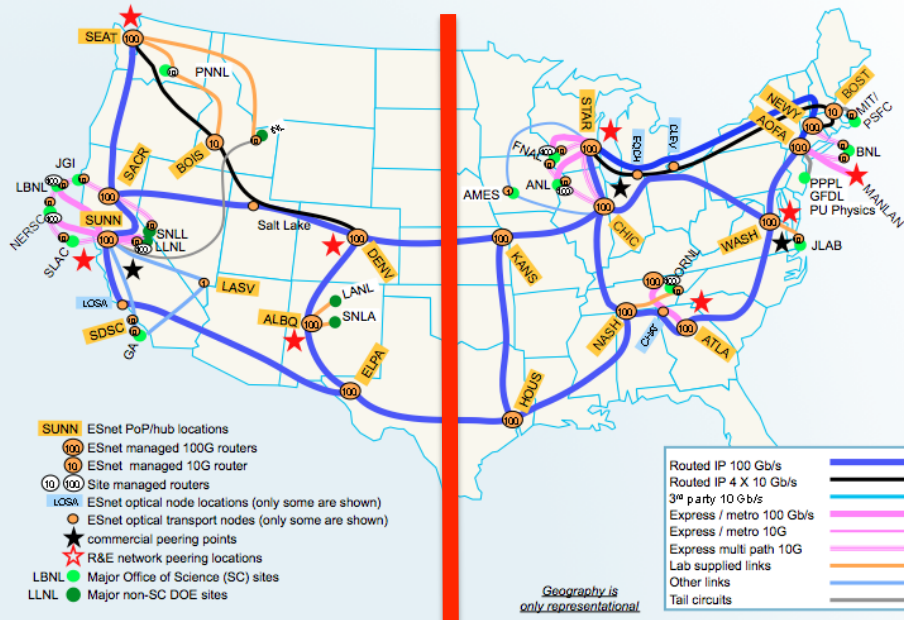 SEAT
PNNL
INL
BOIS
JGI
LBNL
SACR
NERSC
SUNN
SNLL
LLNL
SLAC
Salt Lake
DENV
LOSA
LASV
SDSC
GA
ALBQ
LANL
SNLA
ELPA
STAR
FNAL
AMES
ANL
EQCH
CLEV
CHIC
KANS
HOUS
NASH
ORNL
CHAT
ATLA
WASH
JLAB
NEWY
AOFA
BOST
MIT/
PSFC
BNL
MANLAN
PPPL
GFDL
PU Physics
SUNN ESnet PoP/hub locations
100 ESnet managed 100G routers
10 ESnet managed 10G router
10 100 Site managed routers
LOSA ESnet optical node locations (only some are shown)
ESnet optical transport nodes (only some are shown)
commercial peering points
R&E network peering locations
LBNL Major Office of Science (SC) sites
LLNL Major non-SC DOE sites
Geography is
only representational
Routed IP 100 Gb/s
Routed IP 4 X 10 Gb/s
3rd party 10 Gb/s
Express / metro 100 Gb/s
Express / metro 10G
Express multi path 10G
Lab supplied links
Other links
Tail circuits